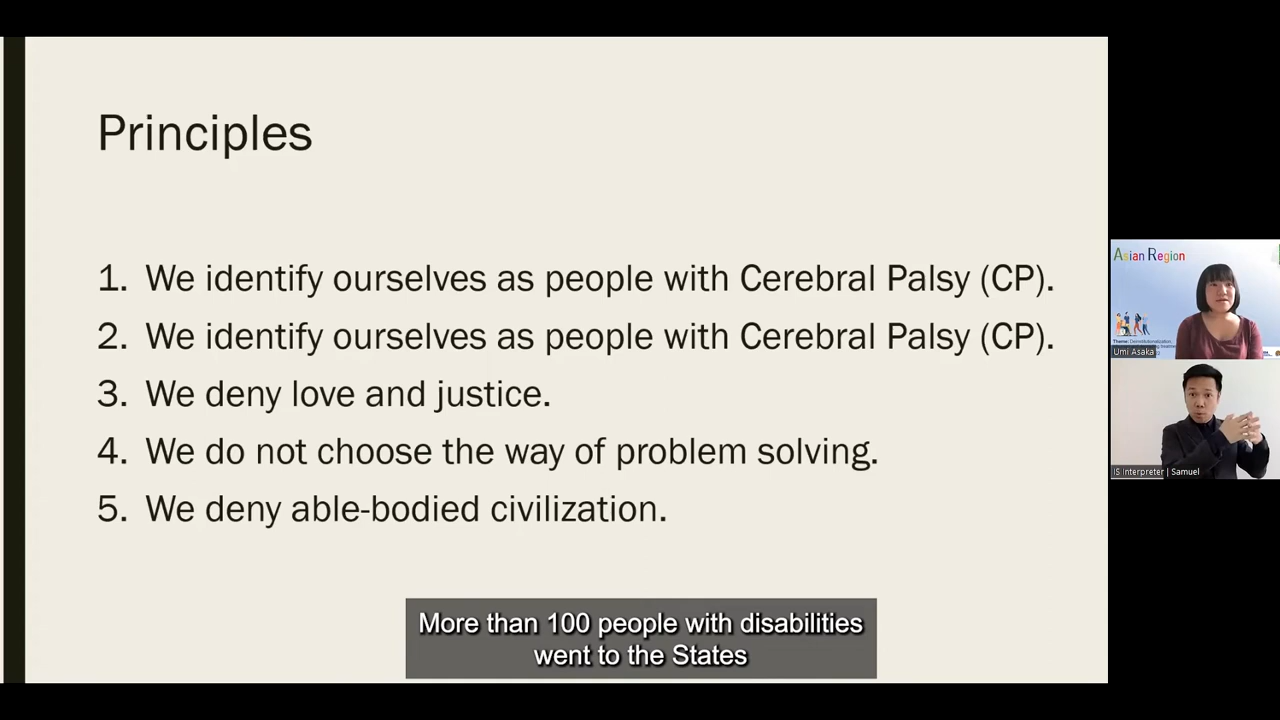 Principles
1. We identify ourselves as people with Cerebral Palsy (CP).
2. We identify ourselves as people with Cerebral Palsy (CP).
3. We deny love and justice.
4. We do not choose the way of problem solving.
5. We deny able-bodied civilization.
More than 100 people with disabilities
went to the States
Asian Region
Theme: Deinstitutionalization,
Umi Asaka
IS Interpreter | Samuel